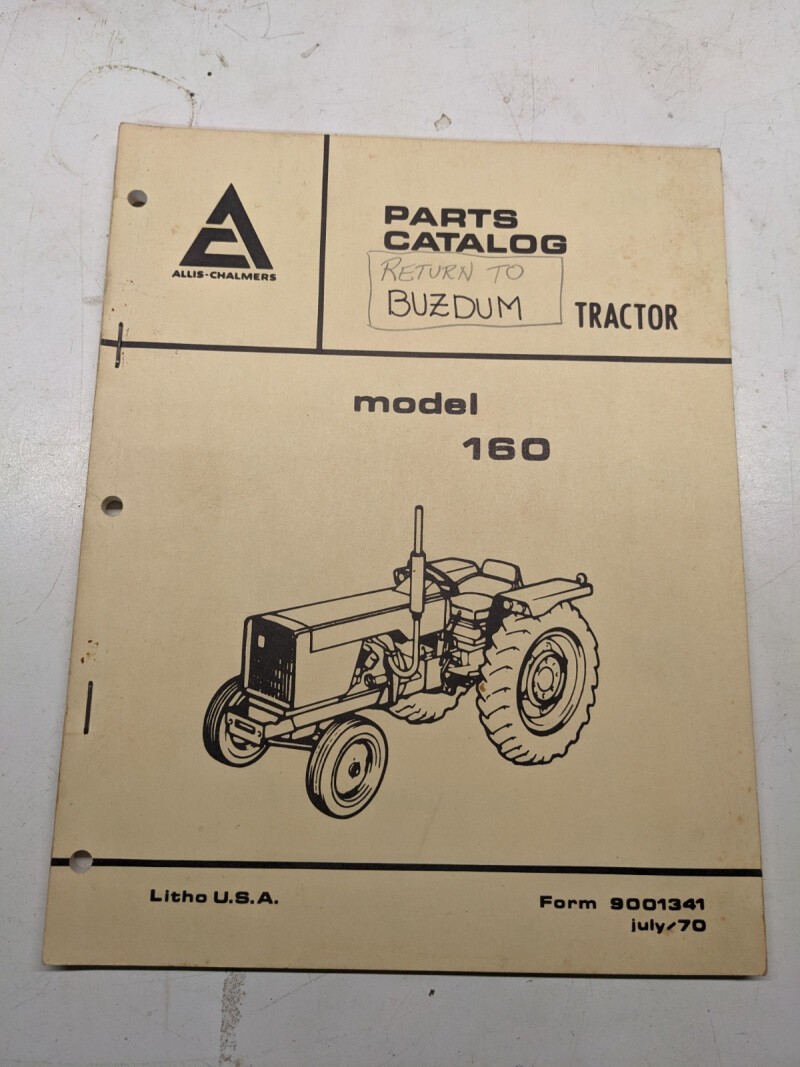 ALLIS-CHALMERS
PARTS
CATALOG
RETURN TO
BUZDUM
TRACTOR
model
160
Litho U.S.A.
Form 9001341
july/70